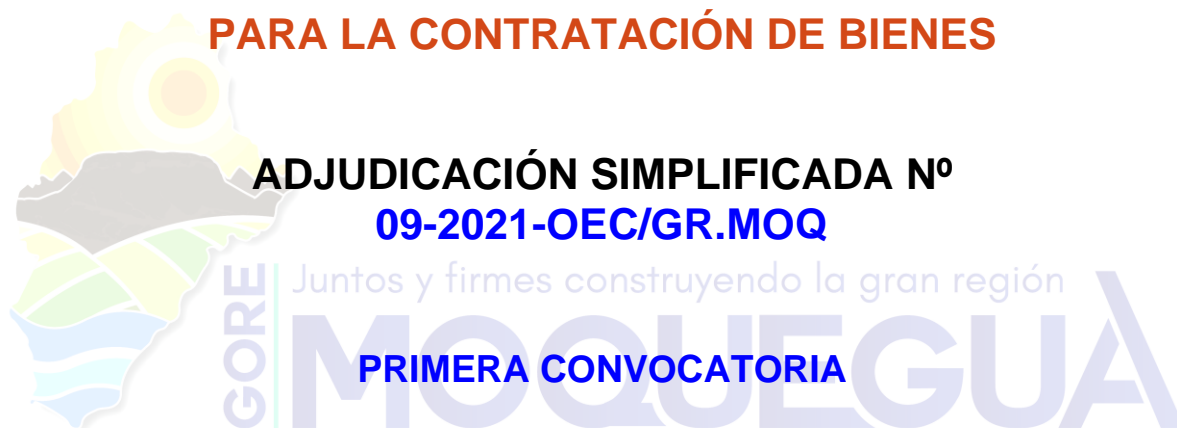 PARA LA CONTRATACIÓN DE BIENES
ADJUDICACIÓN SIMPLIFICADA Nº
09-2021-OEC/GR.MOQ
GORE
Juntos y firmes construyendo la gran región
MOQUEGUA
PRIMERA CONVOCATORIA